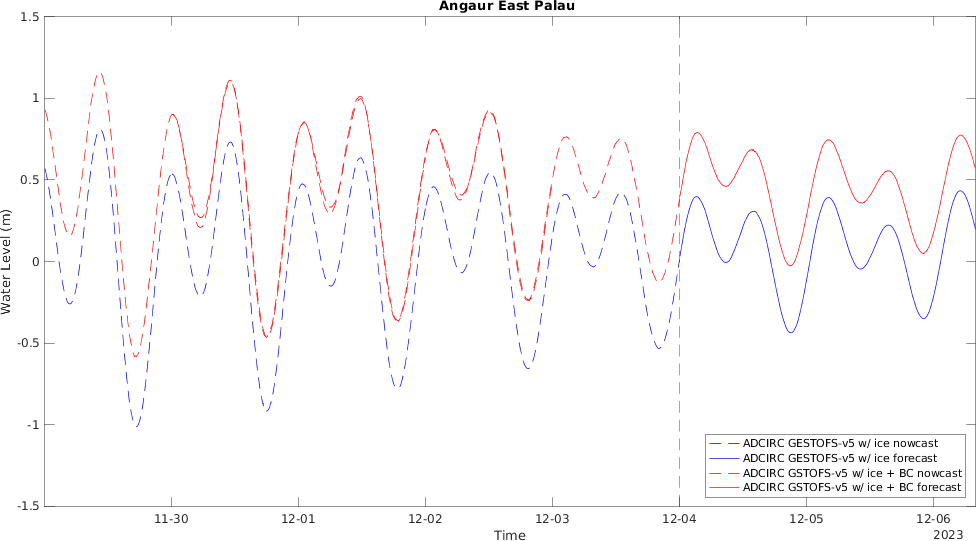 Angaur East Palau
1.5
1
0.5
0
-0.5
-1
-1.5
Water Level (m)
11-30
12-01
12-02
12-03
12-04
12-05
12-06
Time
2023
ADCIRC GESTOFS-v5 w/ ice nowcast
ADCIRC GESTOFS-v5 w/ ice forecast
ADCIRC GSTOFS-v5 w/ ice + BC nowcast
ADCIRC GSTOFS-v5 w/ ice + BC forecast